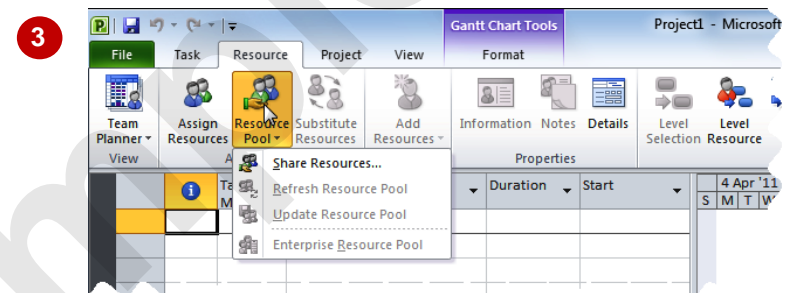 3
Gantt Chart Tools
Project1 - Microsoft
File Task Resource Project View Format
Team Planner
Assign Resources
Resource Pool
Substitute Resources
Add Resources
Information
Notes
Details
Level Selection
Level Resource
View
A
Properties
Share Resources...
Refresh Resource Pool
Update Resource Pool
Enterprise Resource Pool
Ta
M
Duration
Start
4 Apr '11
S M T W